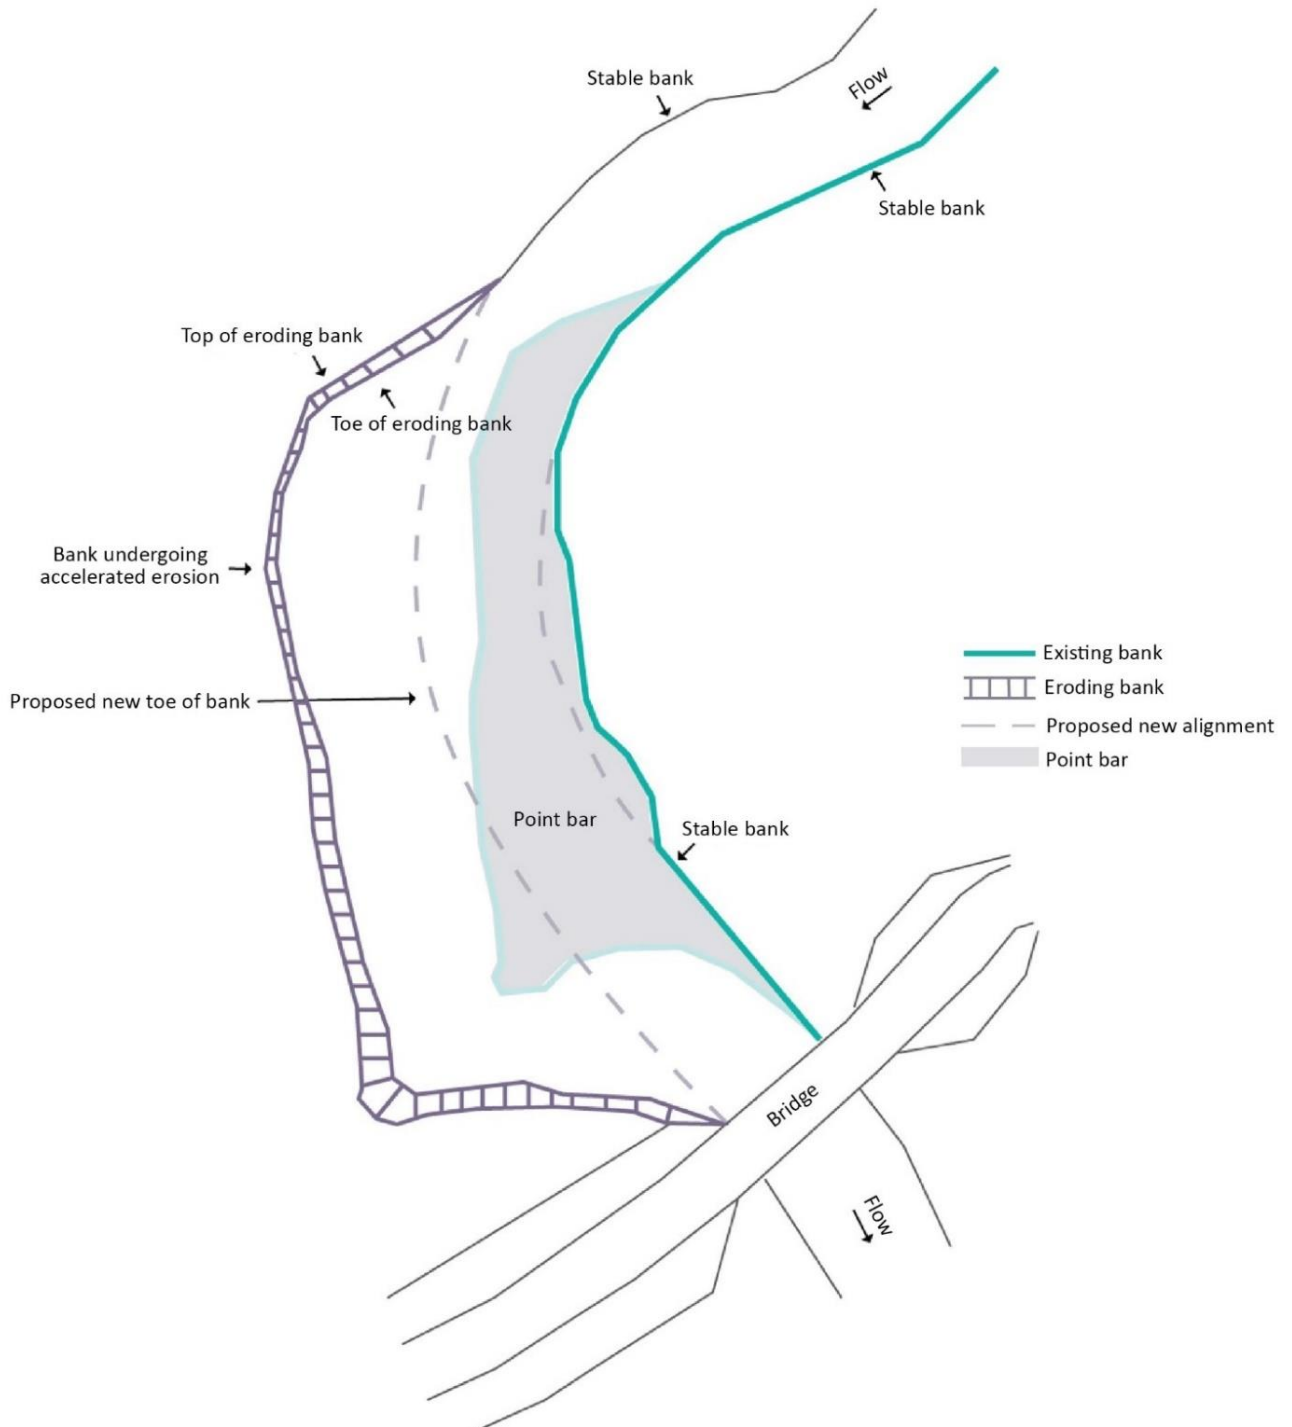 Stable bank
Flow
Stable bank
Top of eroding bank
Toe of eroding bank
Bank undergoing
accelerated erosion
Proposed new toe of bank
Existing bank
Eroding bank
Proposed new alignment
Point bar
Point bar
Stable bank
Bridge
Flow